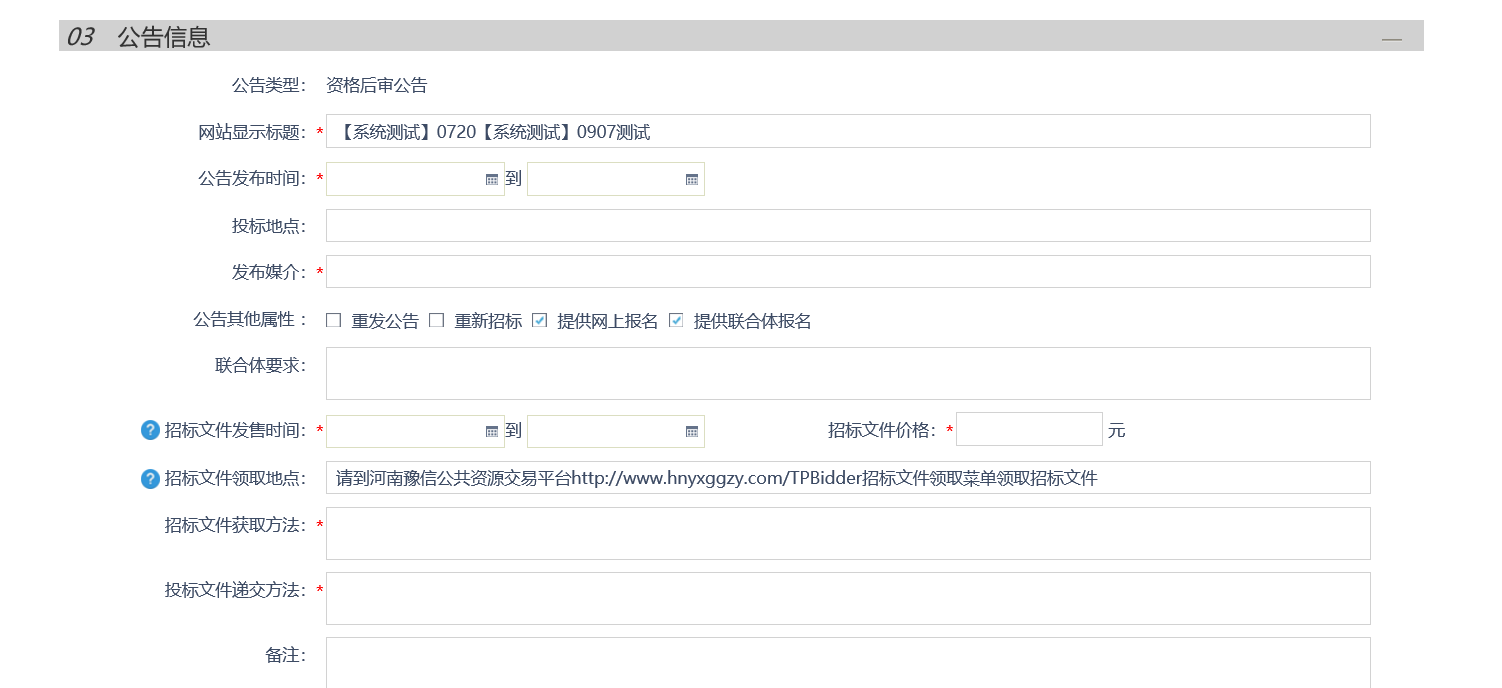 03 公告信息
公告类型： 资格后审公告
网站显示标题：* 【系统测试】0720【系统测试】0907测试
公告发布时间：* 到
投标地点：
发布媒介：*
公告其他属性： 重发公告 重新招标 提供网上报名 提供联合体报名
联合体要求：
? 招标文件发售时间：* 到 招标文件价格：* 元
? 招标文件领取地点： 请到河南豫信公共资源交易平台http://www.hnyxggzy.com/TPBidder招标文件领取菜单领取招标文件
招标文件获取方法：*
投标文件递交方法：*
备注：